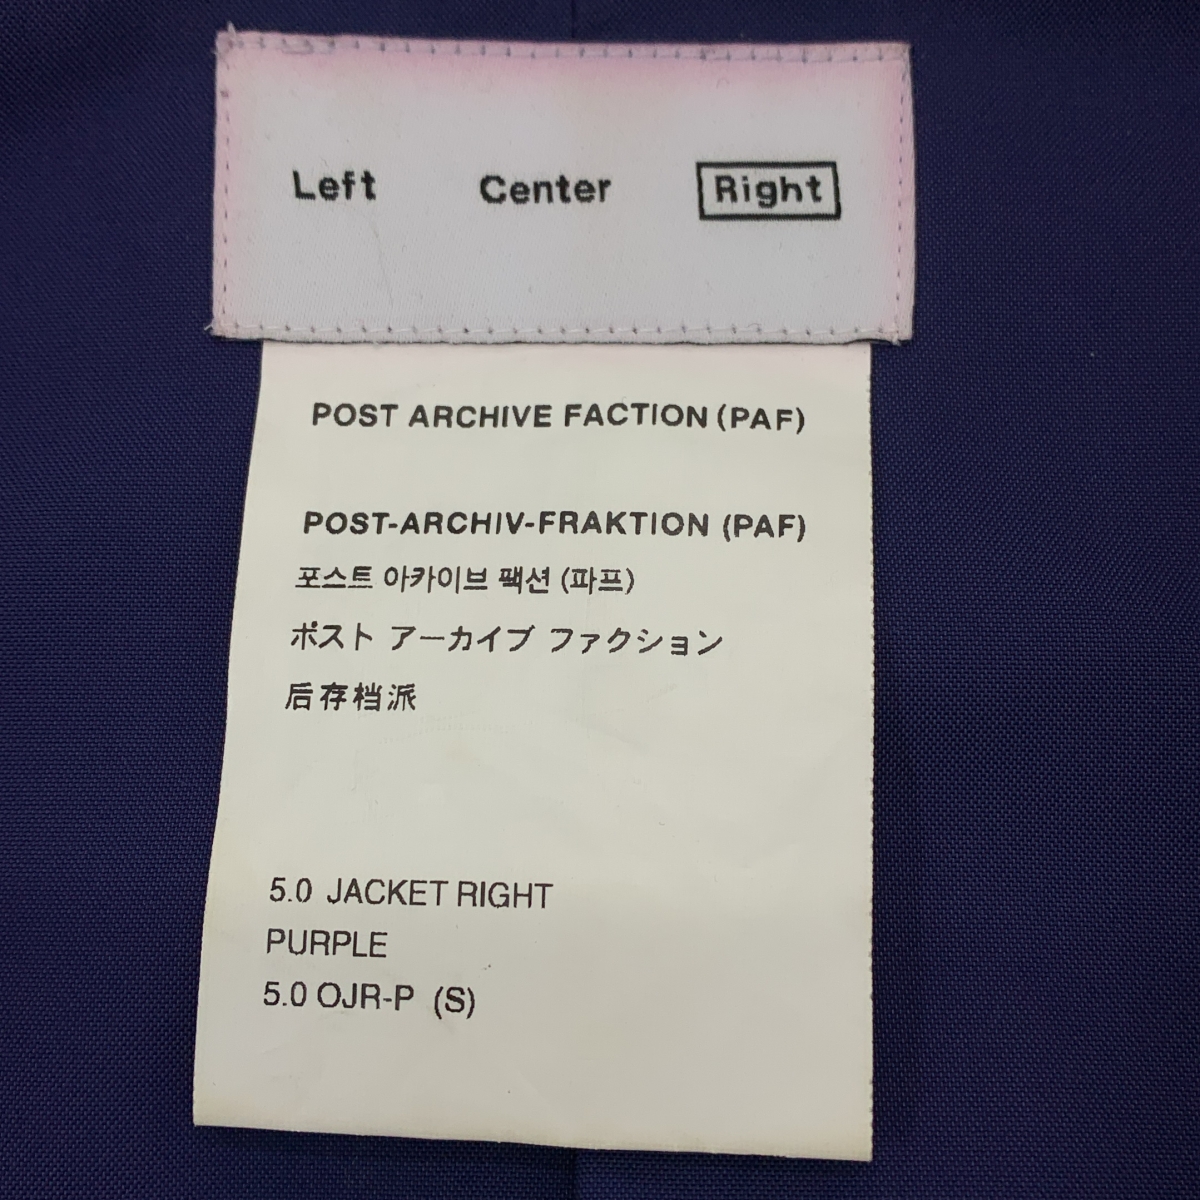 Left Center Right
POST ARCHIVE FACTION (PAF)
POST-ARCHIV-FRAKTION (PAF)
포스트 아카이브 팩션 (파프)
ポスト アーカイブ ファクション
后存档派
5.0 JACKET RIGHT
PURPLE
5.0 OJR-P (S)